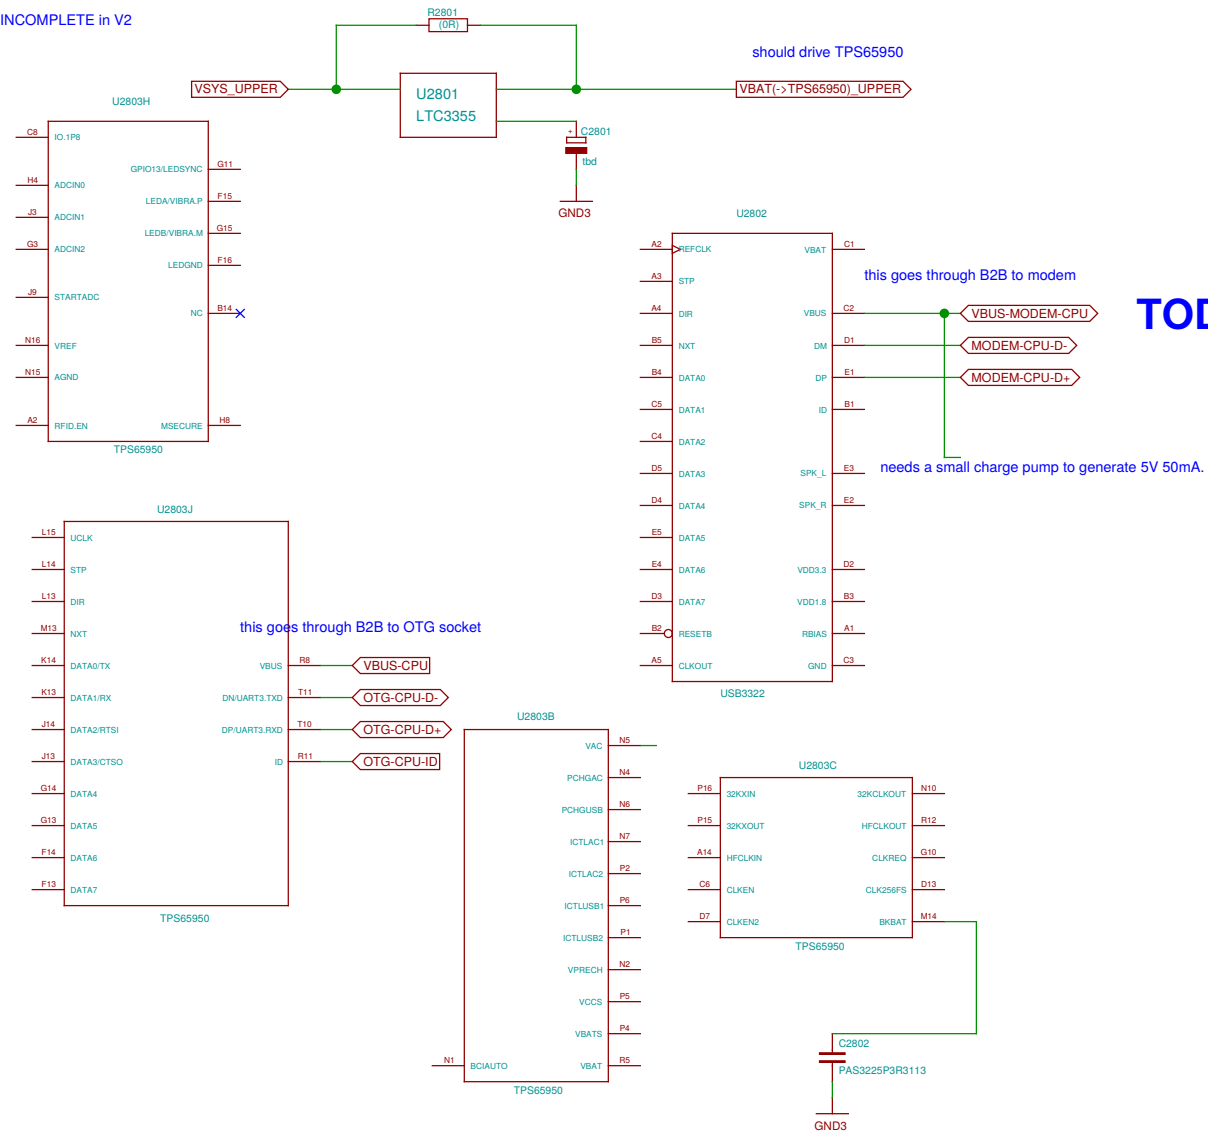 INCOMPLETE in V2
R2801
(0R)
should drive TPS65950
VSYS_UPPER
U2801
LTC3355
VBAT(->TPS65950)_UPPER
C2801
+
tbd
GND3
U2803H
C8 IO.1P8
GPIO13/LEDSYNC G11
H4 ADCIN0
LEDA/VIBRA.P F15
J3 ADCIN1
LEDB/VIBRA.M G15
G3 ADCIN2
LEDGND F16
J9 STARTADC
NC B14
N16 VREF
N15 AGND
A2 RFID.EN MSECURE H8
TPS65950
U2802
A2 REFCLK VBAT C1
this goes through B2B to modem
A3 STP
A4 DIR VBUS C2 VBUS-MODEM-CPU
TOD
B5 NXT DM D1 MODEM-CPU-D-
B4 DATA0 DP E1 MODEM-CPU-D+
C5 DATA1 ID B1
C4 DATA2
D5 DATA3 SPK_L E3
needs a small charge pump to generate 5V 50mA.
D4 DATA4 SPK_R E2
E5 DATA5
E4 DATA6 VDD3.3 D2
D3 DATA7 VDD1.8 B3
B2 RESETB RBIAS A1
A5 CLKOUT GND C3
USB3322
U2803J
L15 UCLK
L14 STP
L13 DIR
this goes through B2B to OTG socket
M13 NXT
K14 DATA0/TX VBUS R8 VBUS-CPU
K13 DATA1/RX DN/UART3.TXD T11 OTG-CPU-D-
J14 DATA2/RTSI DP/UART3.RXD T10 OTG-CPU-D+
J13 DATA3/CTSO ID R11 OTG-CPU-ID
G14 DATA4
G13 DATA5
F14 DATA6
F13 DATA7
TPS65950
U2803B
VAC N5
PCHGAC N4
PCHGUSB N6
ICTLAC1 N7
ICTLAC2 P2
ICTLUSB1 P6
ICTLUSB2 P1
VPRECH N2
VCCS P5
VBATS P4
N1 BCIAUTO VBAT R5
TPS65950
U2803C
P16 32KXIN 32KCLKOUT N10
P15 32KXOUT HFCLKOUT R12
A14 HFCLKIN CLKREQ G10
C6 CLKEN CLK256FS D13
D7 CLKEN2 BKBAT M14
TPS65950
C2802
PAS3225P3R3113
GND3